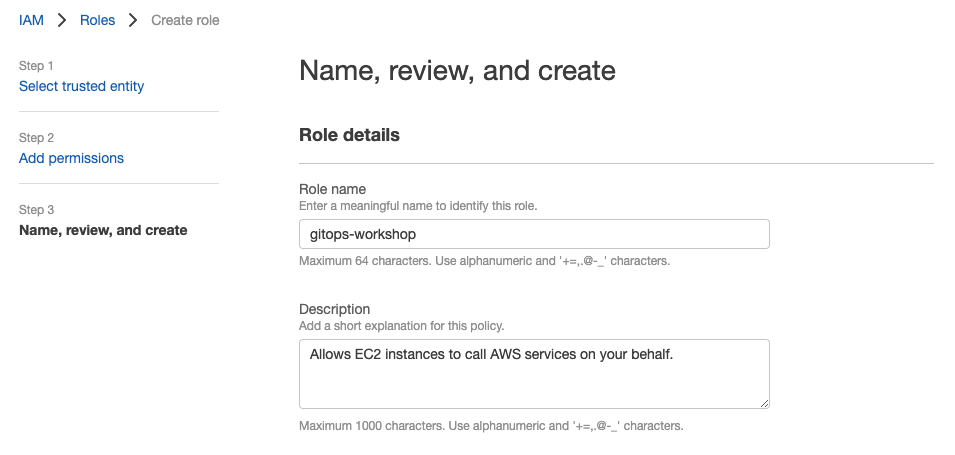 IAM > Roles > Create role
Step 1
Select trusted entity
Step 2
Add permissions
Step 3
Name, review, and create
Name, review, and create
Role details
Role name
Enter a meaningful name to identify this role.
gitops-workshop
Maximum 64 characters. Use alphanumeric and '+=,.@-_' characters.
Description
Add a short explanation for this policy.
Allows EC2 instances to call AWS services on your behalf.
Maximum 1000 characters. Use alphanumeric and '+=,.@-_' characters.